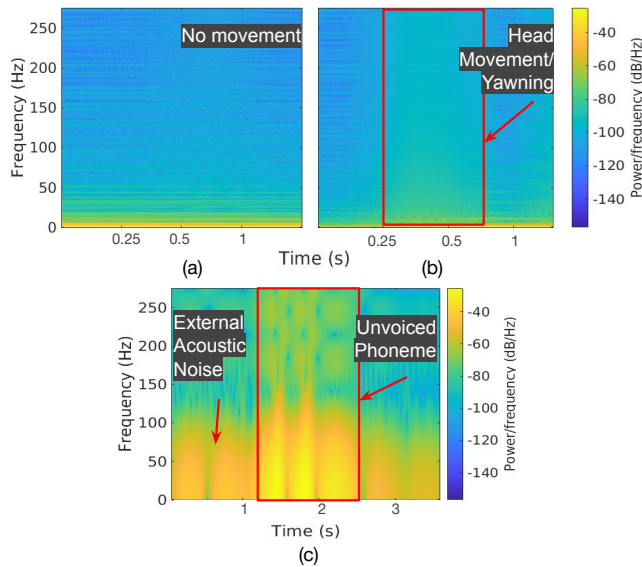 250
200
150
100
50
0
Frequency (Hz)
No movement
0.25
0.5
1
(a)
Head
Movement/
Yawning
0.25
0.5
1
(b)
Time (s)
-40
-60
-80
-100
-120
-140
Power/frequency (dB/Hz)
250
200
150
100
50
0
Frequency (Hz)
External
Acoustic
Noise
Unvoiced
Phoneme
1
2
3
Time (s)
-40
-60
-80
-100
-120
-140
Power/frequency (dB/Hz)
(c)